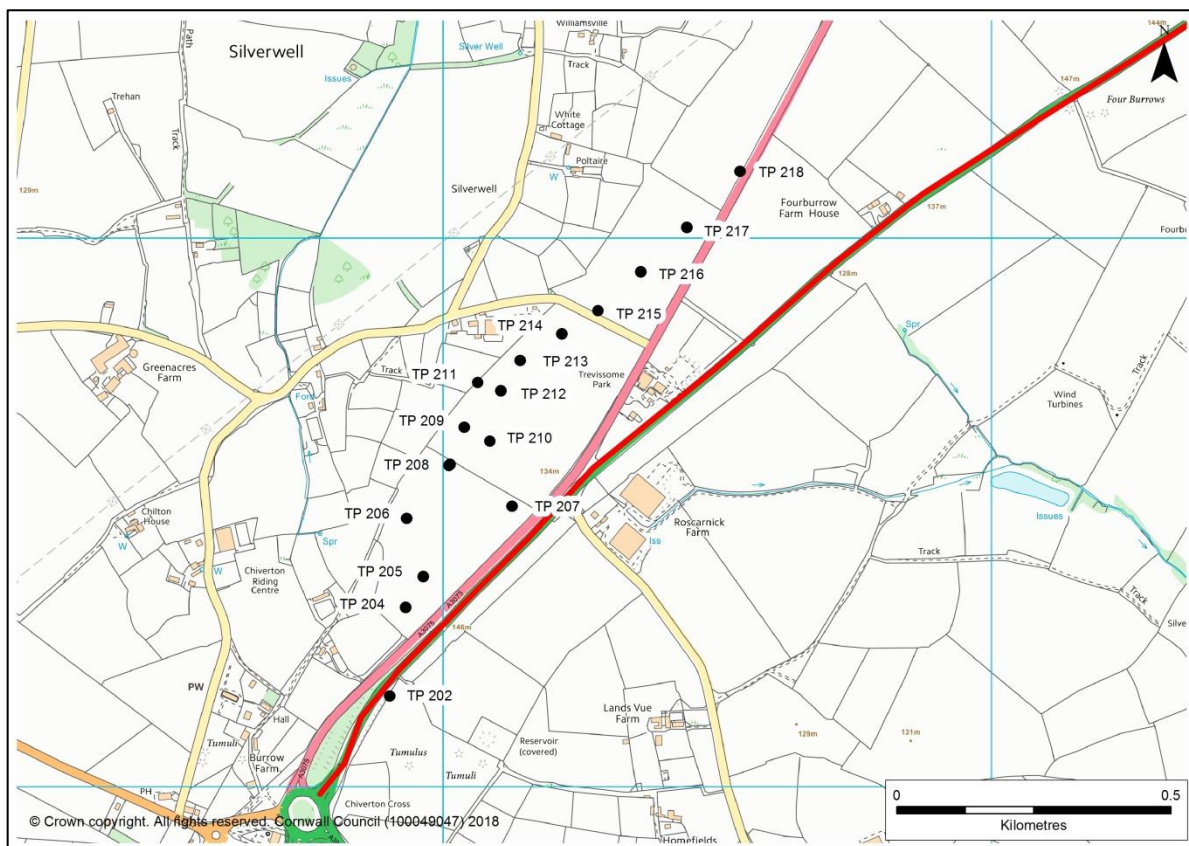 Williamsville
144m
N
Silverwell
Path
Silver Well
Track
Issues
147m
Four Burrows
Trehan
Track
White
Cottage
Poltaire
W
129m
Silverwell
TP 218
Fourburrow
Farm House
137m
TP 217
TP 216
128m
TP 215
TP 214
Spr
Greenacres
Farm
TP 213
Track
TP 211
Trevissome
Park
Track
TP 212
Ford
Wind
Turbines
Track
TP 209
TP 210
TP 208
134m
Chilton
House
TP 206
TP 207
Roscarnick
Farm
Issues
W
Spr
Iss
Track
Chiverton
Riding
Centre
W
TP 205
TP 204
A3075
A3075
146m
Track
PW
TP 202
Hall
Lands Vue
Farm
Tumuli
Reservoir
(covered)
129m
131m
Burrow
Farm
Tumulus
Tumuli
A3075
PH
Chiverton Cross
0
0.5
Kilometres
© Crown copyright. All rights reserved. Cornwall Council (100049047) 2018
Homefields